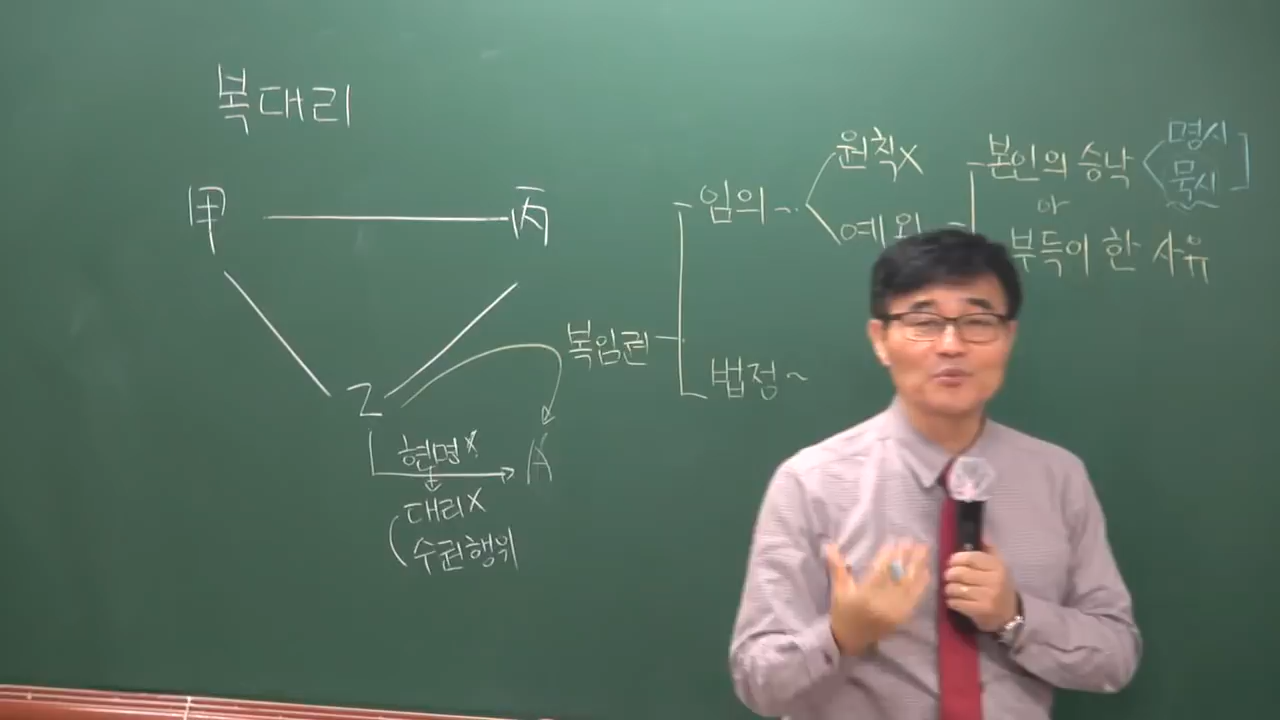 복대리
甲 丙
乙
현명×
대리×
수권행위
A
복임권
임의~
원칙×
예외
본인의 승낙
명시
묵시
or
부득이 한 사유
법정~